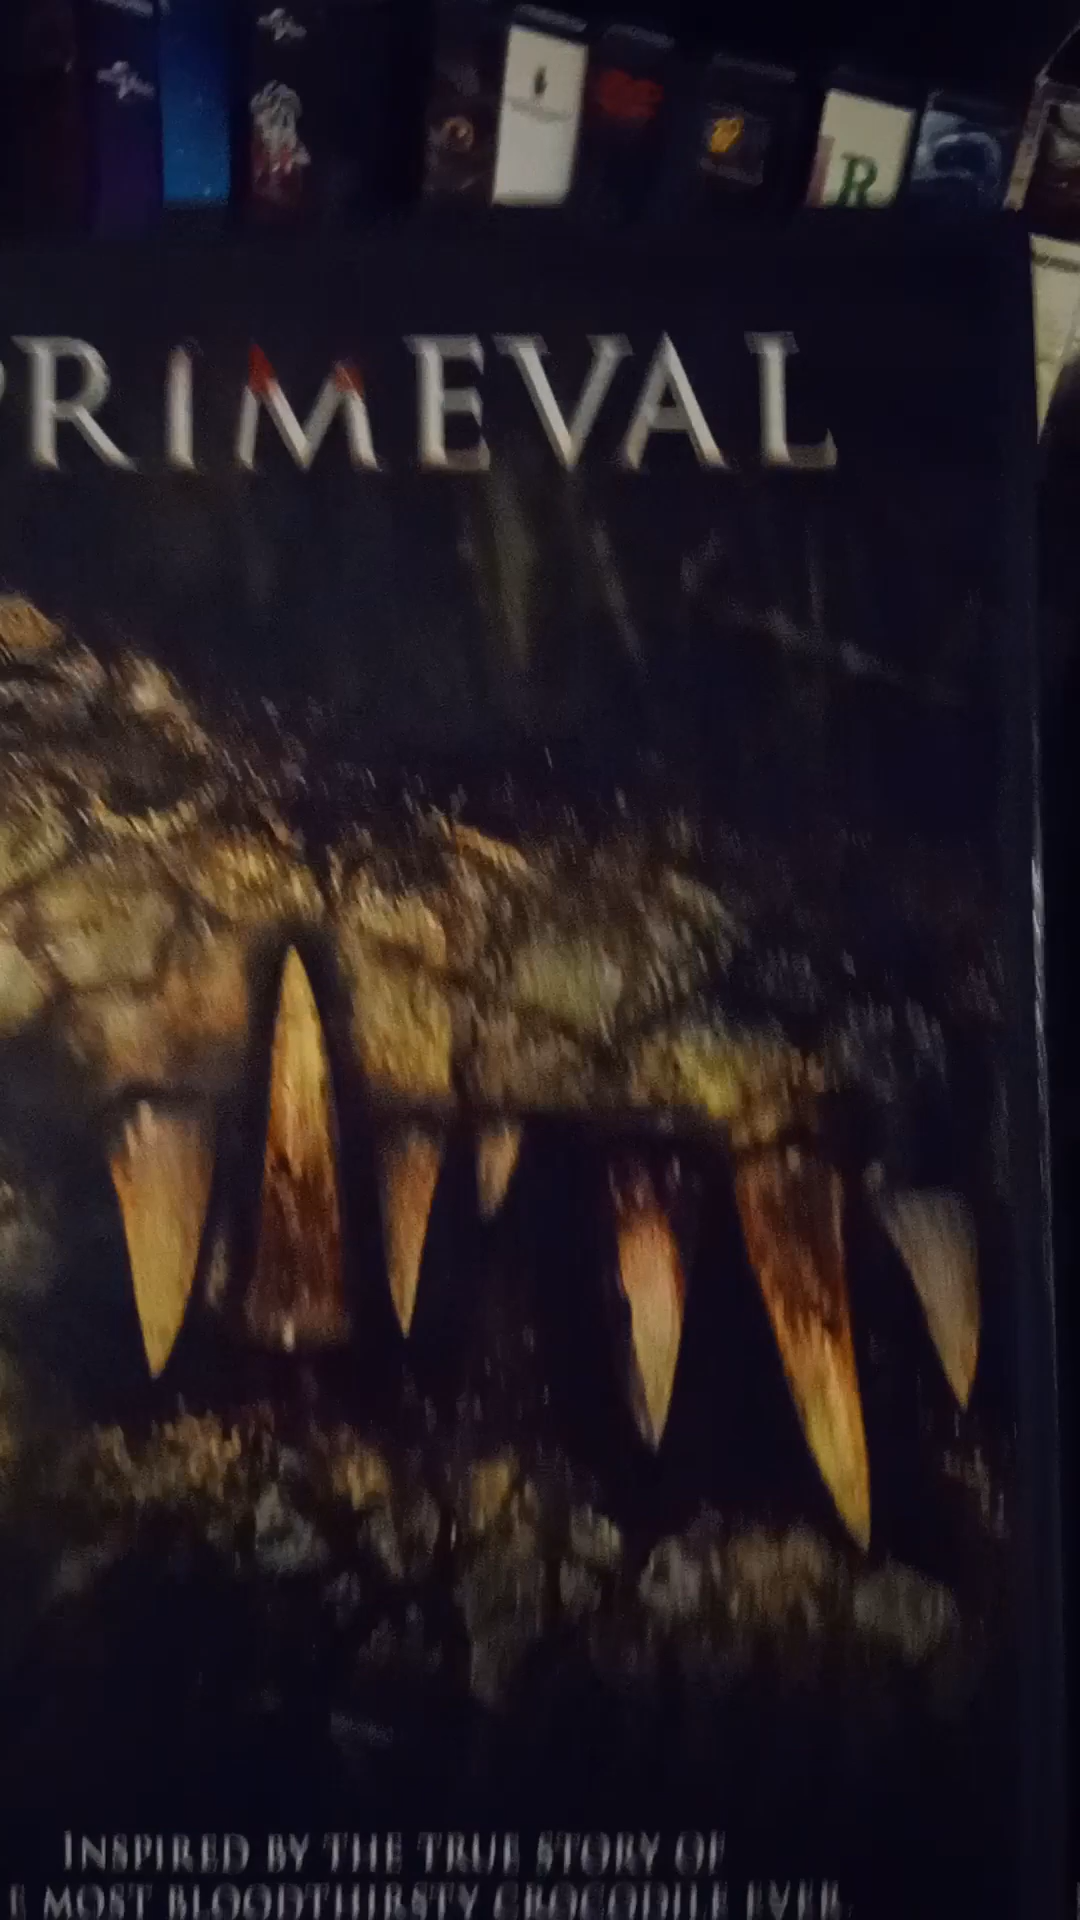 R
PRIMEVAL
INSPIRED BY THE TRUE STORY OF
E MOST BLOODTHIRSTY CROCODILE EVER